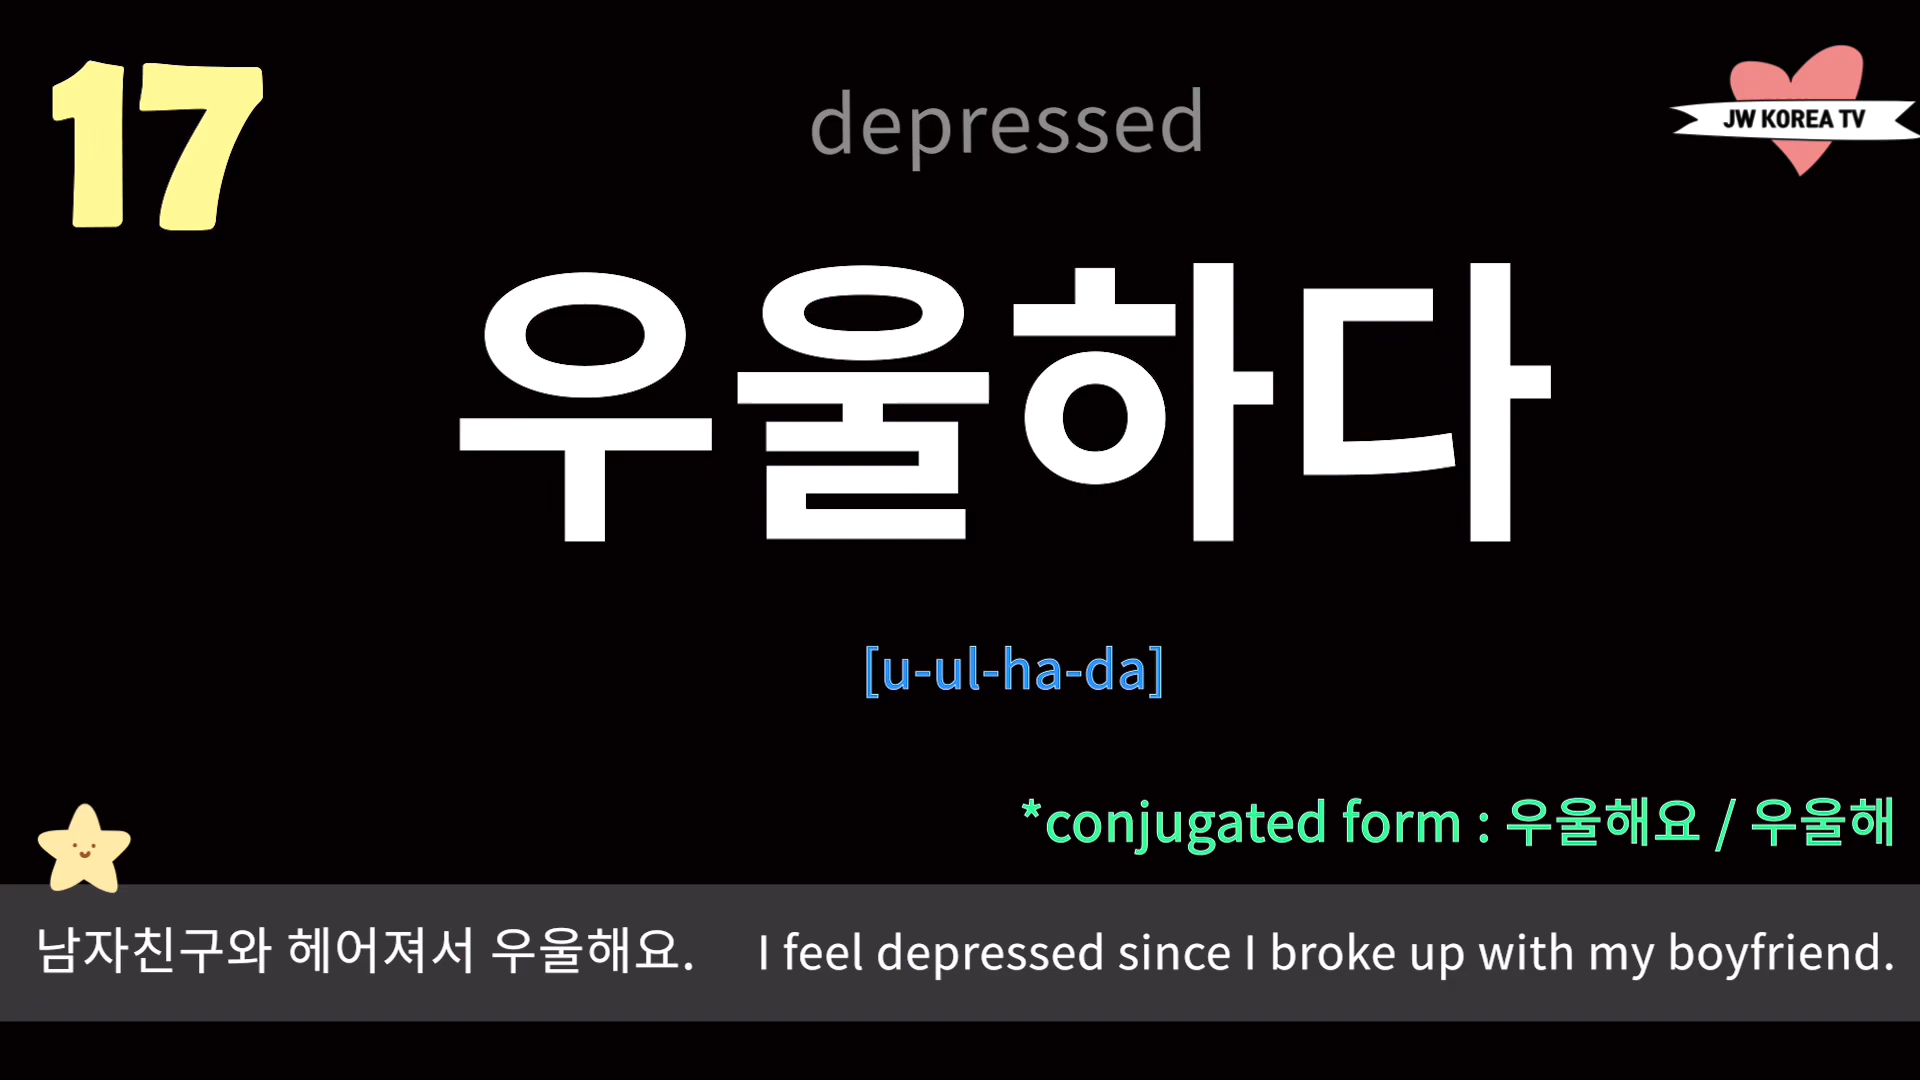 17
depressed
JW KOREA TV
우울하다
[u-ul-ha-da]
*conjugated form : 우울해요 / 우울해
남자친구와 헤어져서 우울해요. I feel depressed since I broke up with my boyfriend.